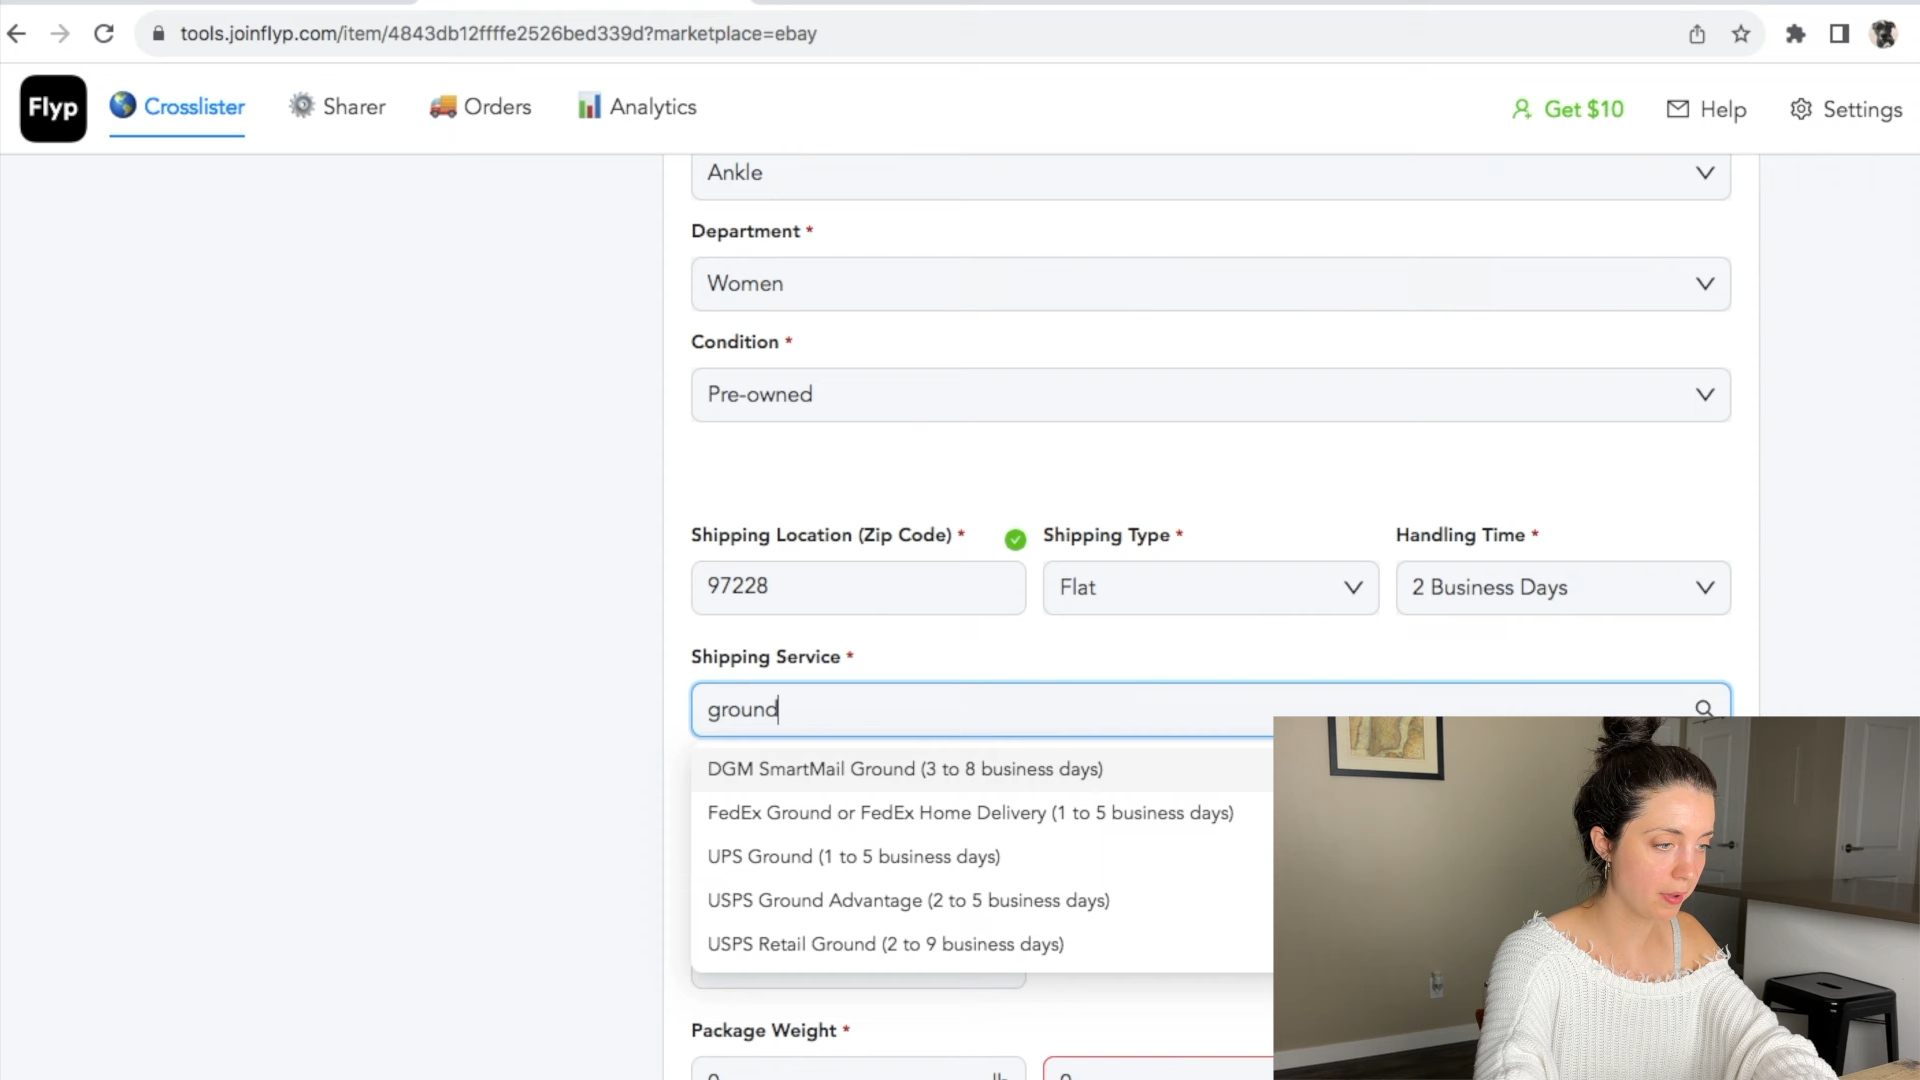 tools.joinflyp.com/item/4843db12ffffe2526bed339d?marketplace=ebay
Flyp
Crosslister
Sharer
Orders
Analytics
Get $10
Help
Settings
Ankle
Department *
Women
Condition *
Pre-owned
Shipping Location (Zip Code) *
Shipping Type *
Handling Time *
97228
Flat
2 Business Days
Shipping Service *
ground
DGM SmartMail Ground (3 to 8 business days)
FedEx Ground or FedEx Home Delivery (1 to 5 business days)
UPS Ground (1 to 5 business days)
USPS Ground Advantage (2 to 5 business days)
USPS Retail Ground (2 to 9 business days)
Package Weight *